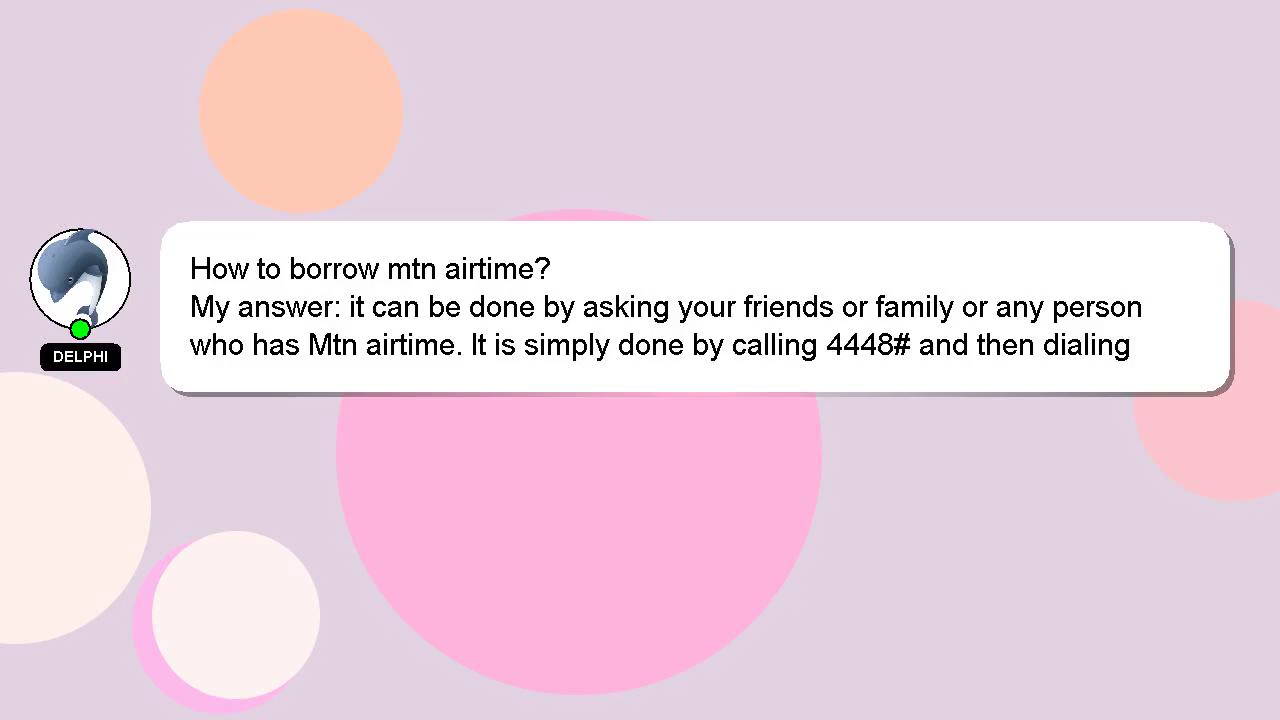 How to borrow mtn airtime?
My answer: it can be done by asking your friends or family or any person
who has Mtn airtime. It is simply done by calling 4448# and then dialing
DELPHI